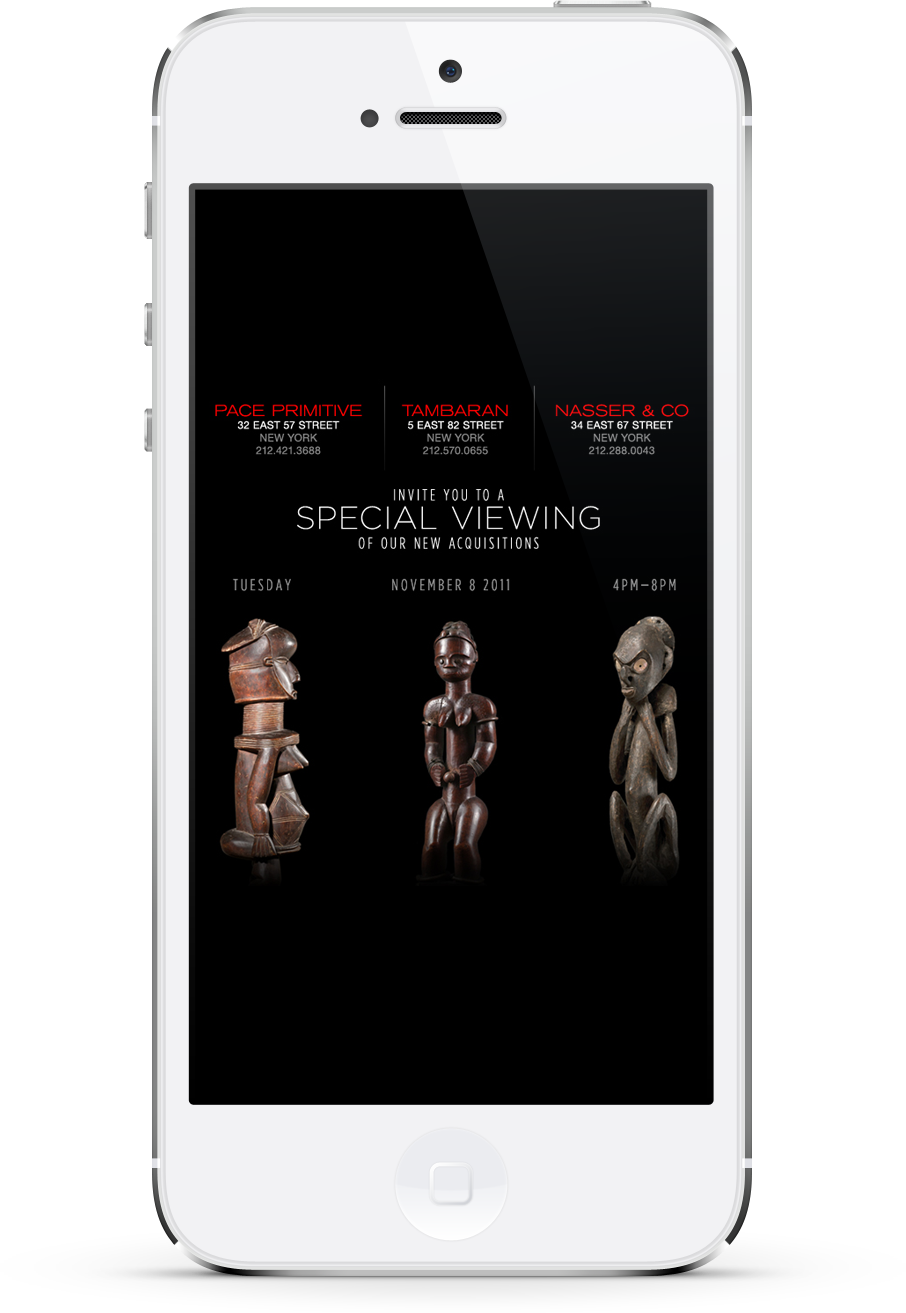 PACE PRIMITIVE
32 EAST 57 STREET
NEW YORK
212.421.3688
TAMBARAN
5 EAST 82 STREET
NEW YORK
212.570.0655
NASSER & CO
34 EAST 67 STREET
NEW YORK
212.288.0043
INVITE YOU TO A
SPECIAL VIEWING
OF OUR NEW ACQUISITIONS
TUESDAY NOVEMBER 8 2011 4PM–8PM